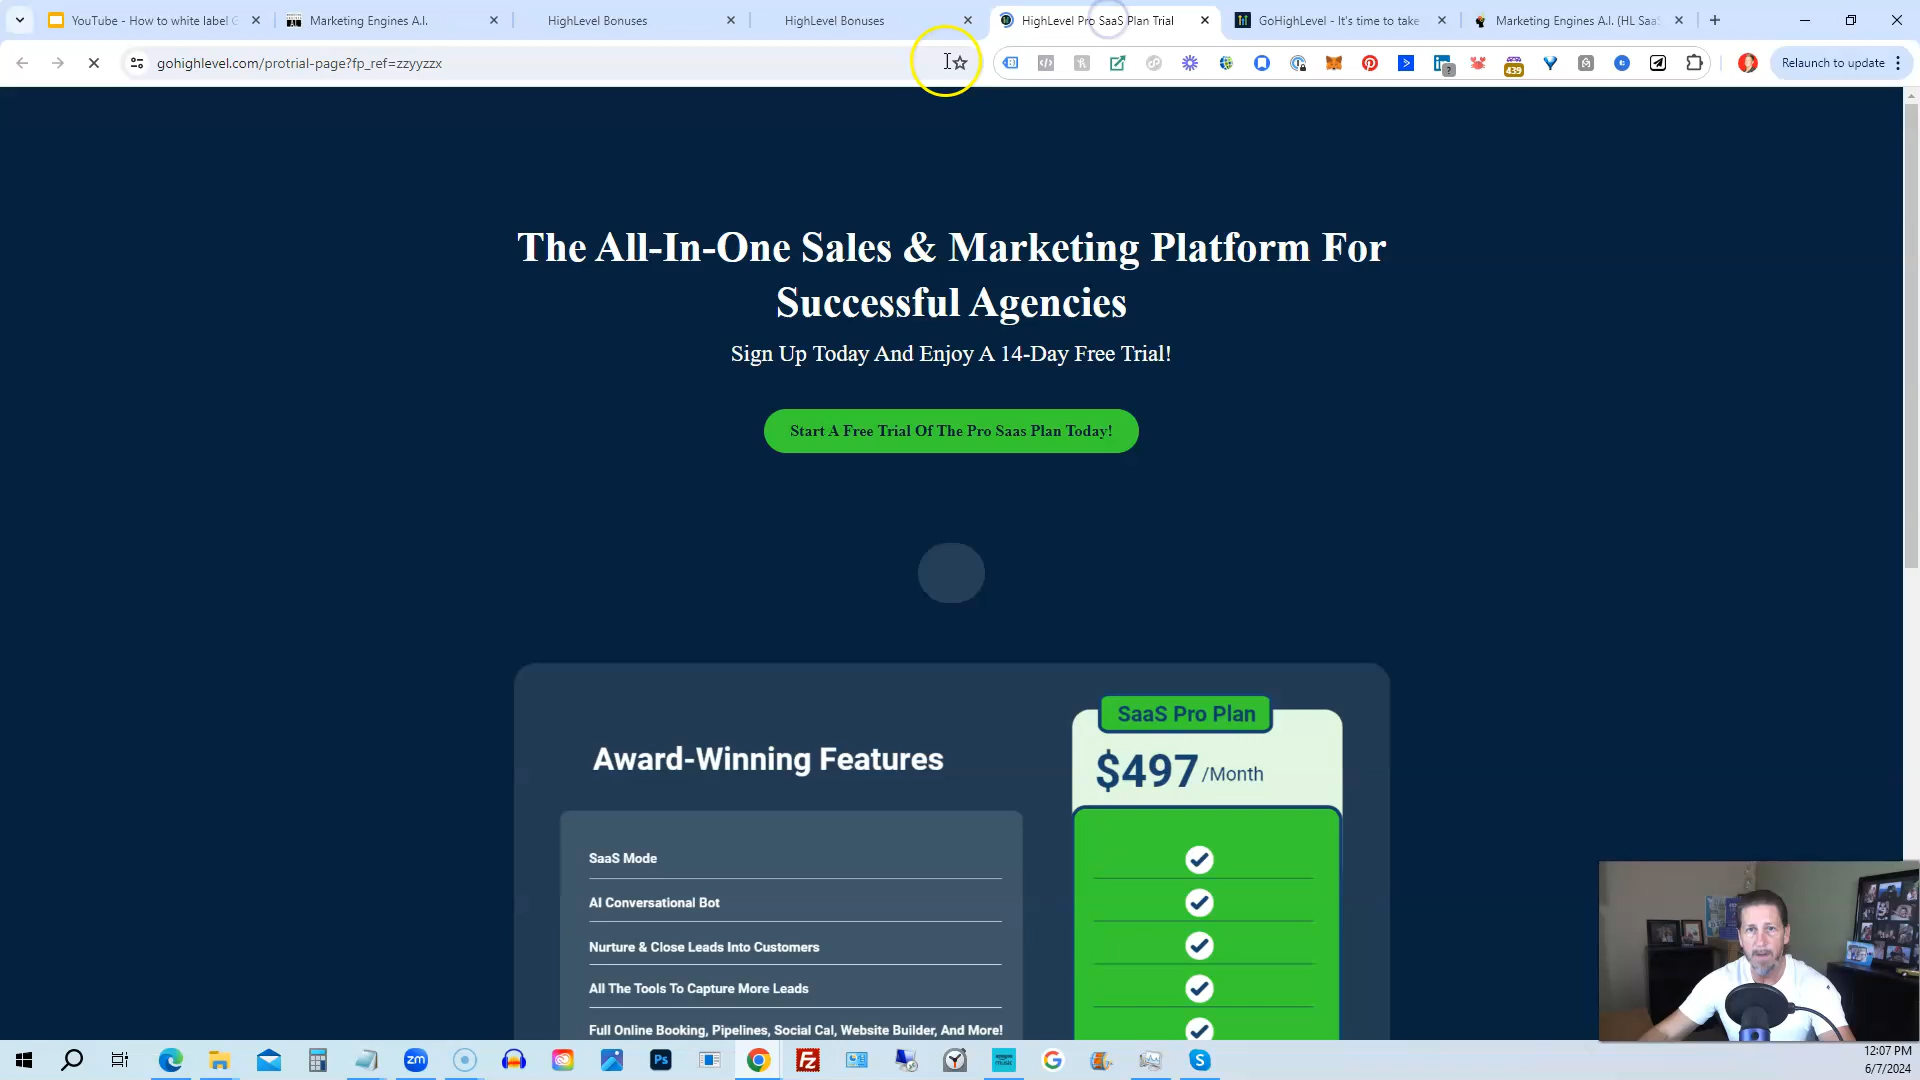 YouTube - How to white label G
Marketing Engines A.I.
HighLevel Bonuses
HighLevel Bonuses
HighLevel Pro SaaS Plan Trial
GoHighLevel - It's time to take
Marketing Engines A.I. (HL SaaS
gohighlevel.com/protrial-page?fp_ref=zzyyzzx
439
Relaunch to update
The All-In-One Sales & Marketing Platform For
Successful Agencies
Sign Up Today And Enjoy A 14-Day Free Trial!
Start A Free Trial Of The Pro Saas Plan Today!
SaaS Pro Plan
Award-Winning Features
$497 /Month
SaaS Mode
AI Conversational Bot
Nurture & Close Leads Into Customers
All The Tools To Capture More Leads
Full Online Booking, Pipelines, Social Cal, Website Builder, And More!
zm
Ps
12:07 PM
6/7/2024